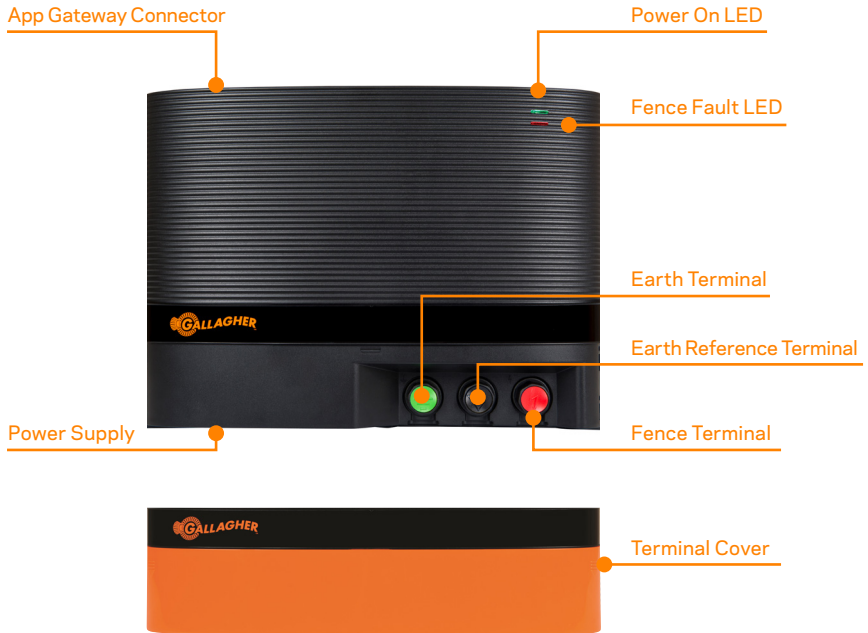 App Gateway Connector
Power On LED
Fence Fault LED
Earth Terminal
GALLAGHER
Earth Reference Terminal
Power Supply
Fence Terminal
GALLAGHER
Terminal Cover